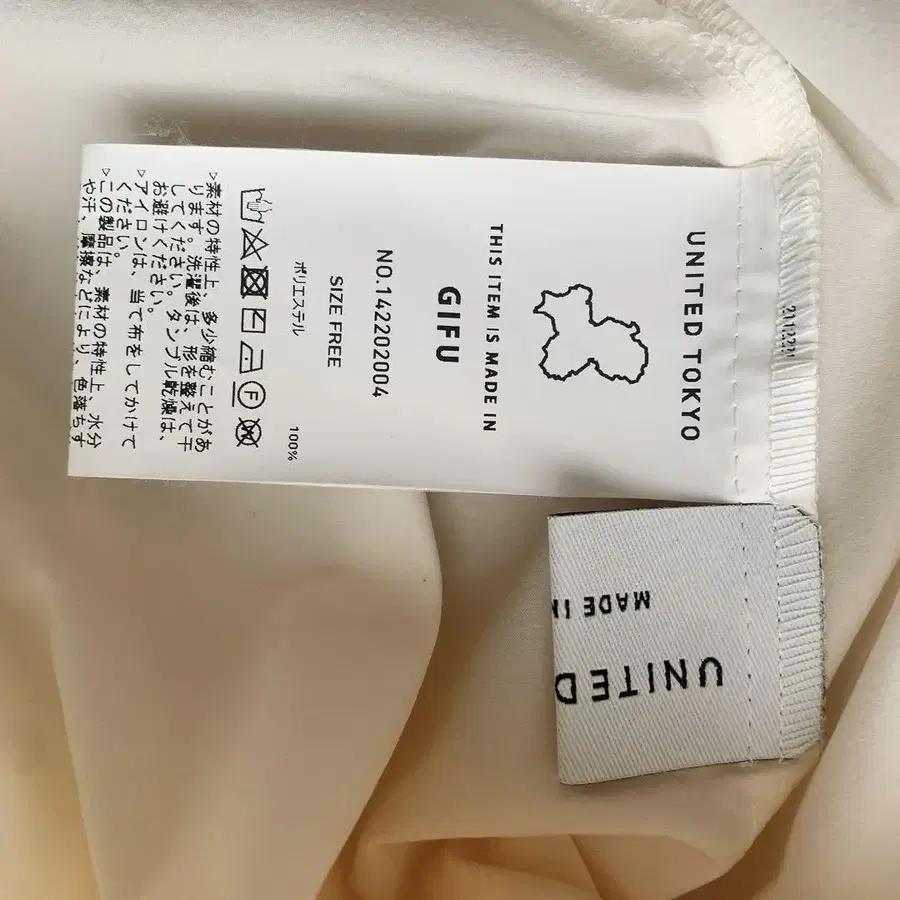 UNITED TOKYO
THIS ITEM IS MADE IN
GIFU
NO.142202004
SIZE FREE
ポリエステル 100%
▷素材の特性上、多少縮むことがあ
ります。洗濯後は、形を整えて干
してください。タンブル乾燥は、
お避けください。
▷アイロンは、当て布をしてかけて
ください。
▷この製品は、素材の特性上、水分
や汗、摩擦などにより、色落ちす
UNITED
MADE IN